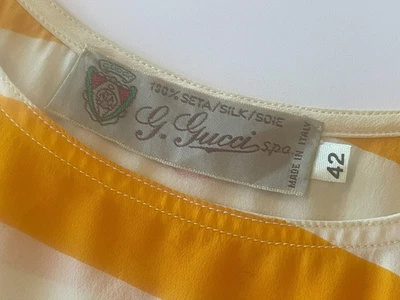 100% SETA/SILK/SOIE
G. Gucci s.p.a.
MADE IN ITALY
42